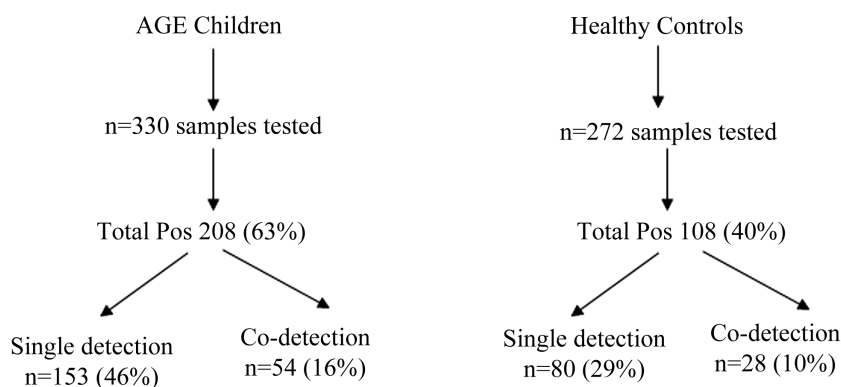 AGE Children
n=330 samples tested
Total Pos 208 (63%)
Single detection
n=153 (46%)
Co-detection
n=54 (16%)
Healthy Controls
n=272 samples tested
Total Pos 108 (40%)
Single detection
n=80 (29%)
Co-detection
n=28 (10%)